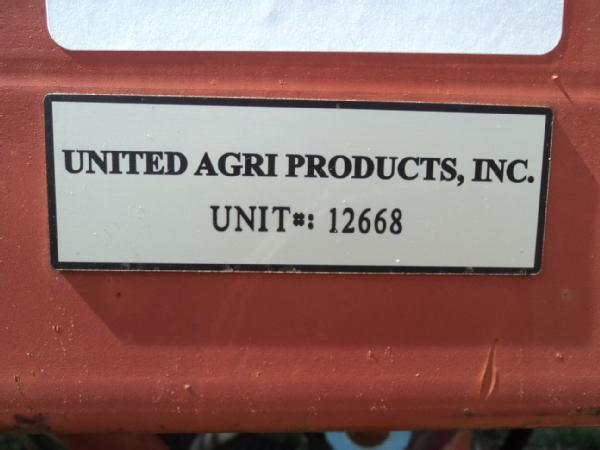 UNITED AGRI PRODUCTS, INC.
UNIT#: 12668